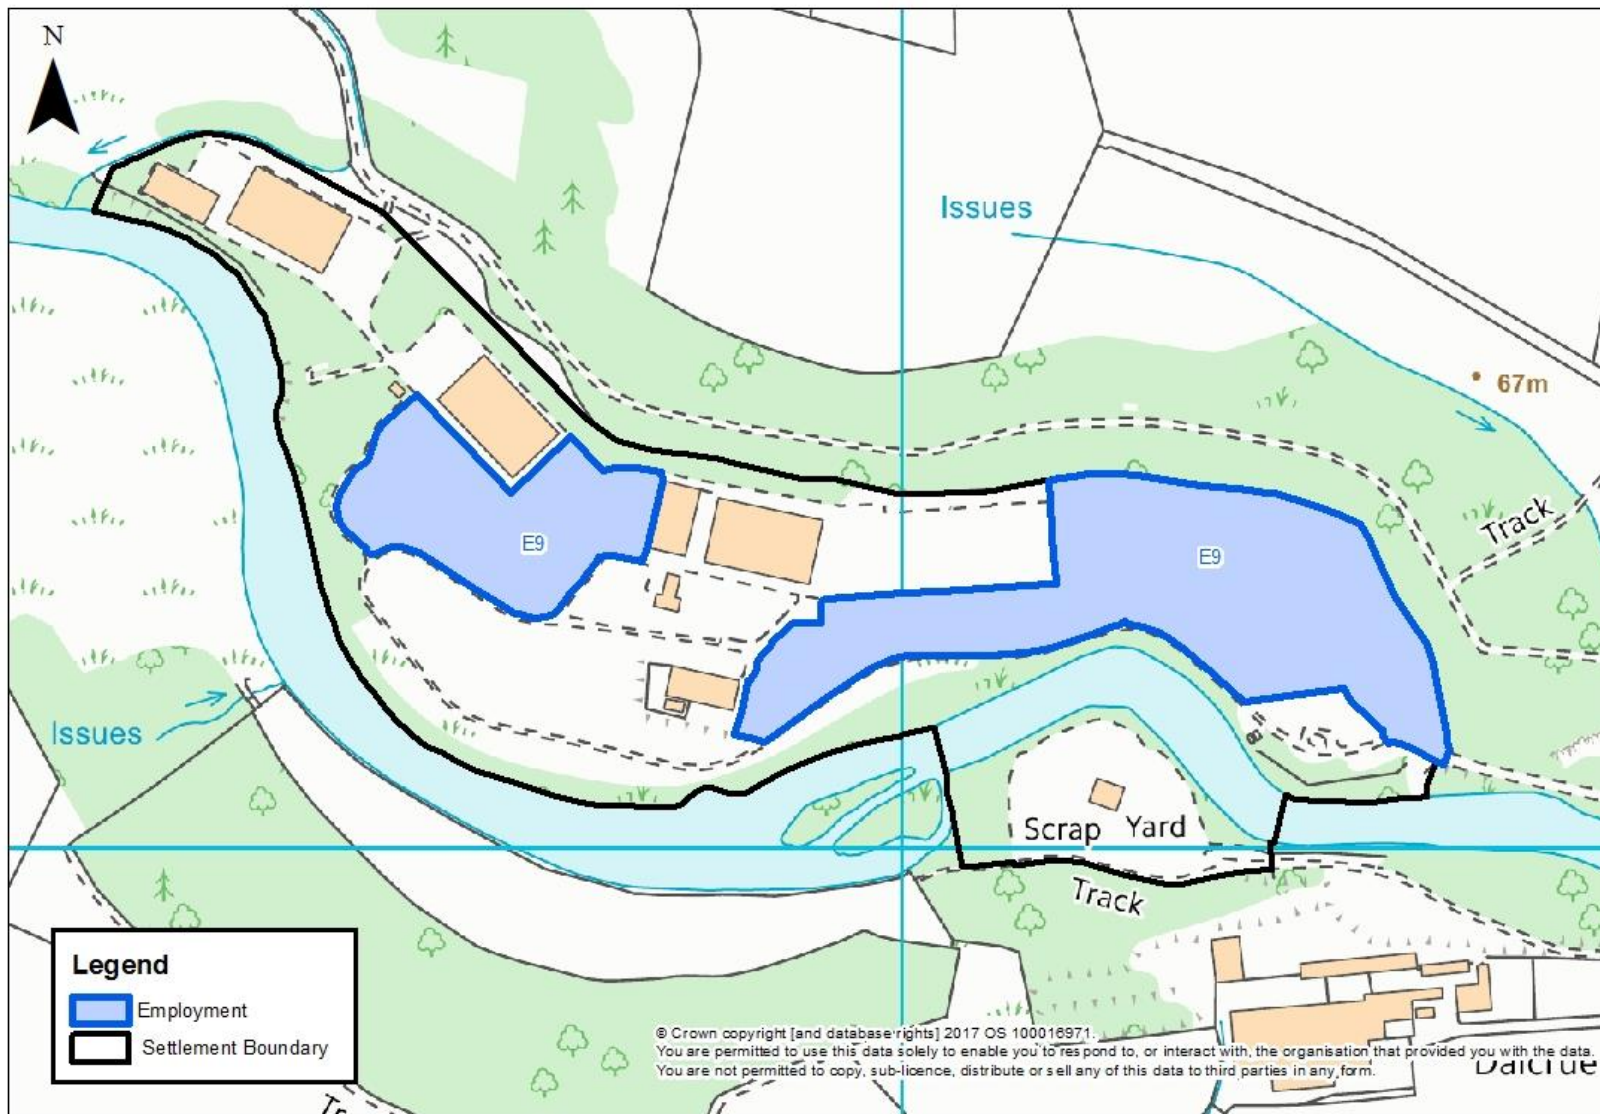 N
Issues
67m
Track
E9
E9
Issues
Scrap Yard
Track
Legend
Employment
Settlement Boundary
© Crown copyright [and database rights] 2017 OS 100016971.
You are permitted to use this data solely to enable you to respond to, or interact with, the organisation that provided you with the data.
You are not permitted to copy, sub-licence, distribute or sell any of this data to third parties in any form.
Dalcrue
Tr